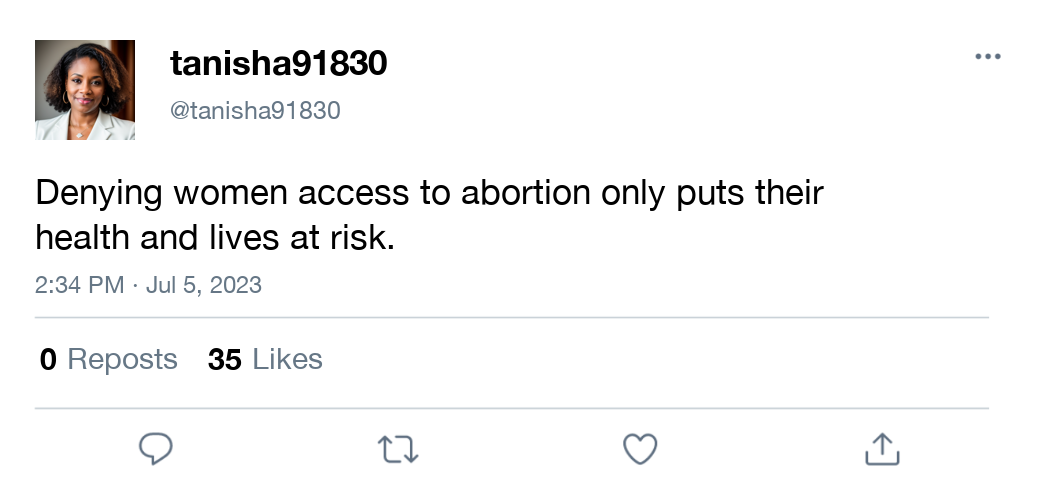 tanisha91830
@tanisha91830
Denying women access to abortion only puts their
health and lives at risk.
2:34 PM · Jul 5, 2023
0 Reposts 35 Likes